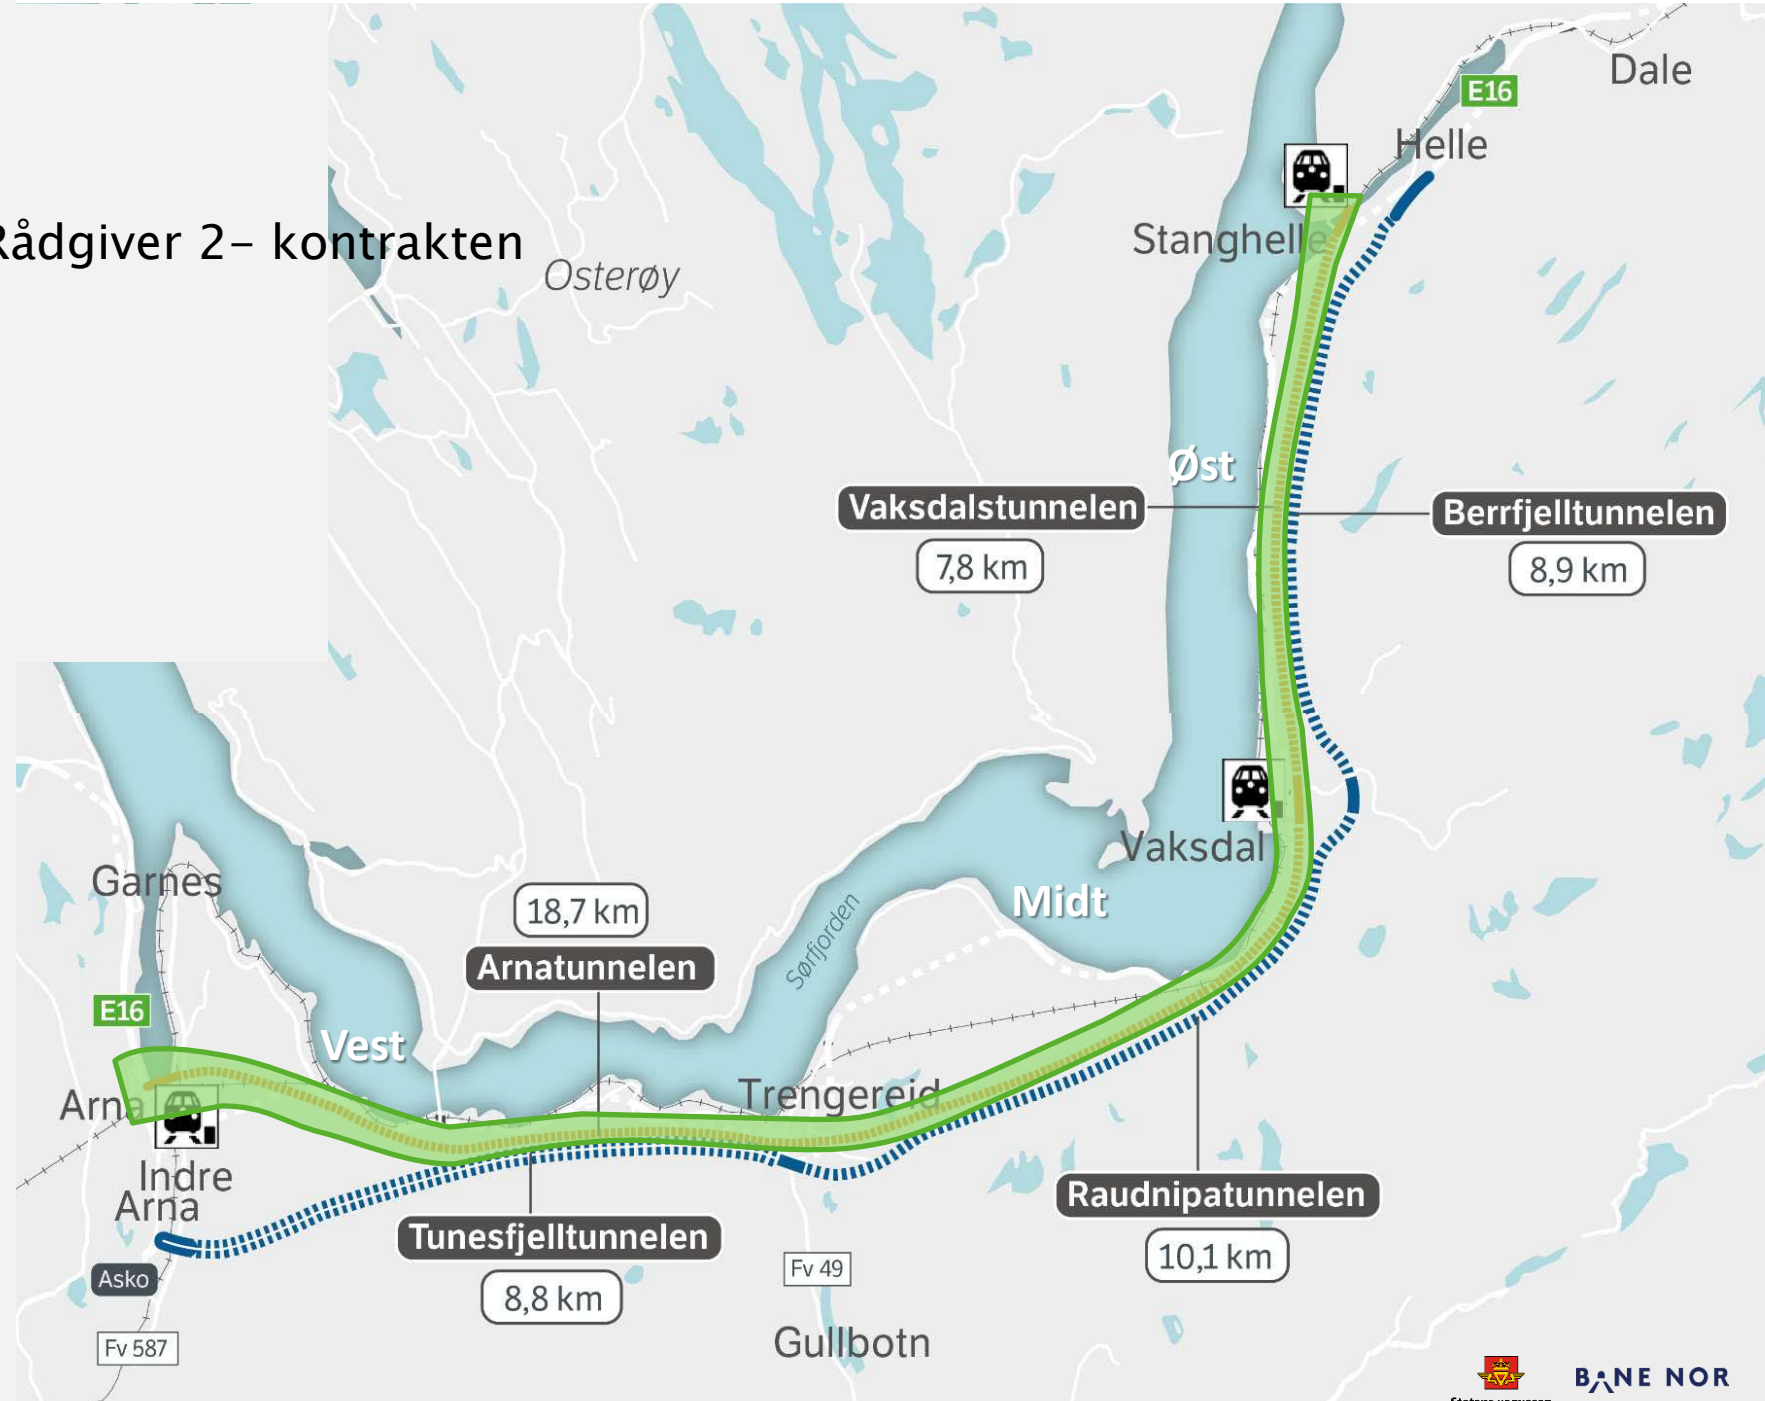 Dale
E16
Helle
Rådgiver 2- kontrakten
Stanghelle
Osterøy
Øst
Vaksdalstunnelen
7,8 km
Berrfjelltunnelen
8,9 km
Vaksdal
Garnes
18,7 km
Midt
Sørfjorden
Arnatunnelen
E16
Vest
Arna
Trengereid
Indre
Arna
Raudnipatunnelen
10,1 km
Tunesfjelltunnelen
8,8 km
Asko
Fv 49
Fv 587
Gullbotn
BANE NOR